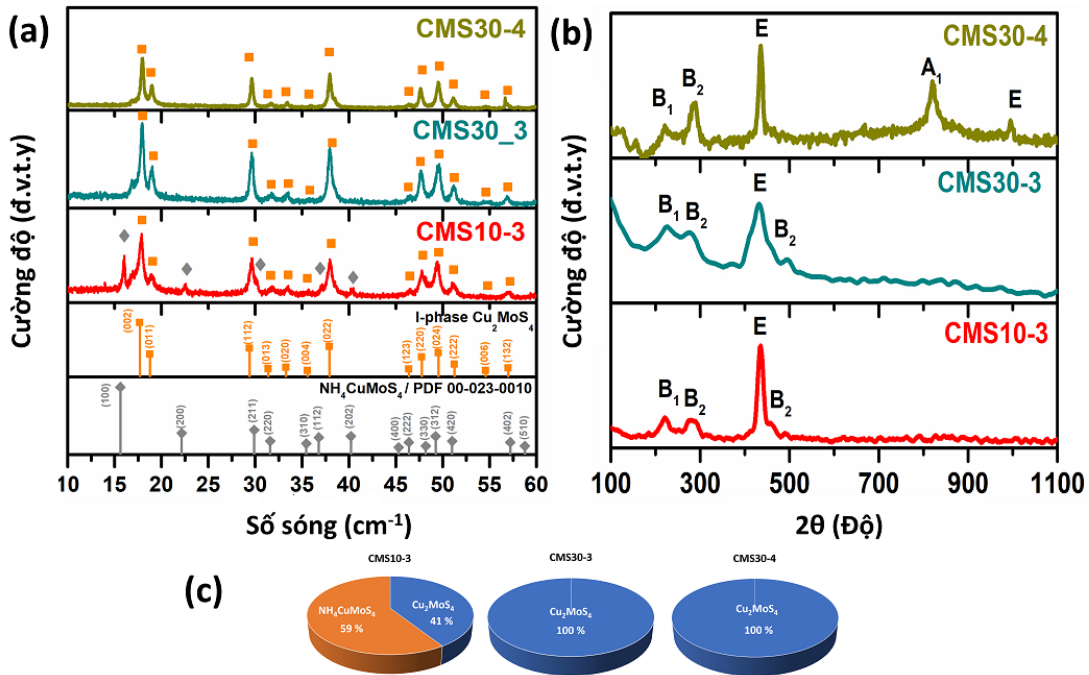 (a)
CMS30-4
CMS30_3
CMS10-3
I-phase Cu₂MoS₄
(002)
(011)
(112)
(013)
(020)
(004)
(022)
(123)
(220)
(024)
(222)
(006)
(132)
NH₄CuMoS₄ / PDF 00-023-0010
(100)
(200)
(211)
(220)
(310)
(112)
(202)
(400)
(222)
(330)
(312)
(420)
(402)
(510)
10 15 20 25 30 35 40 45 50 55 60
Số sóng (cm⁻¹)
Cường độ (đ.v.t.y)
(b)
CMS30-4
B₁
B₂
E
A₁
E
CMS30-3
B₁
B₂
E
B₂
CMS10-3
B₁
B₂
E
B₂
100 300 500 700 900 1100
2θ (Độ)
Cường độ (đ.v.t.y)
(c)
CMS10-3
NH₄CuMoS₄
59 %
Cu₂MoS₄
41 %
CMS30-3
Cu₂MoS₄
100 %
CMS30-4
Cu₂MoS₄
100 %